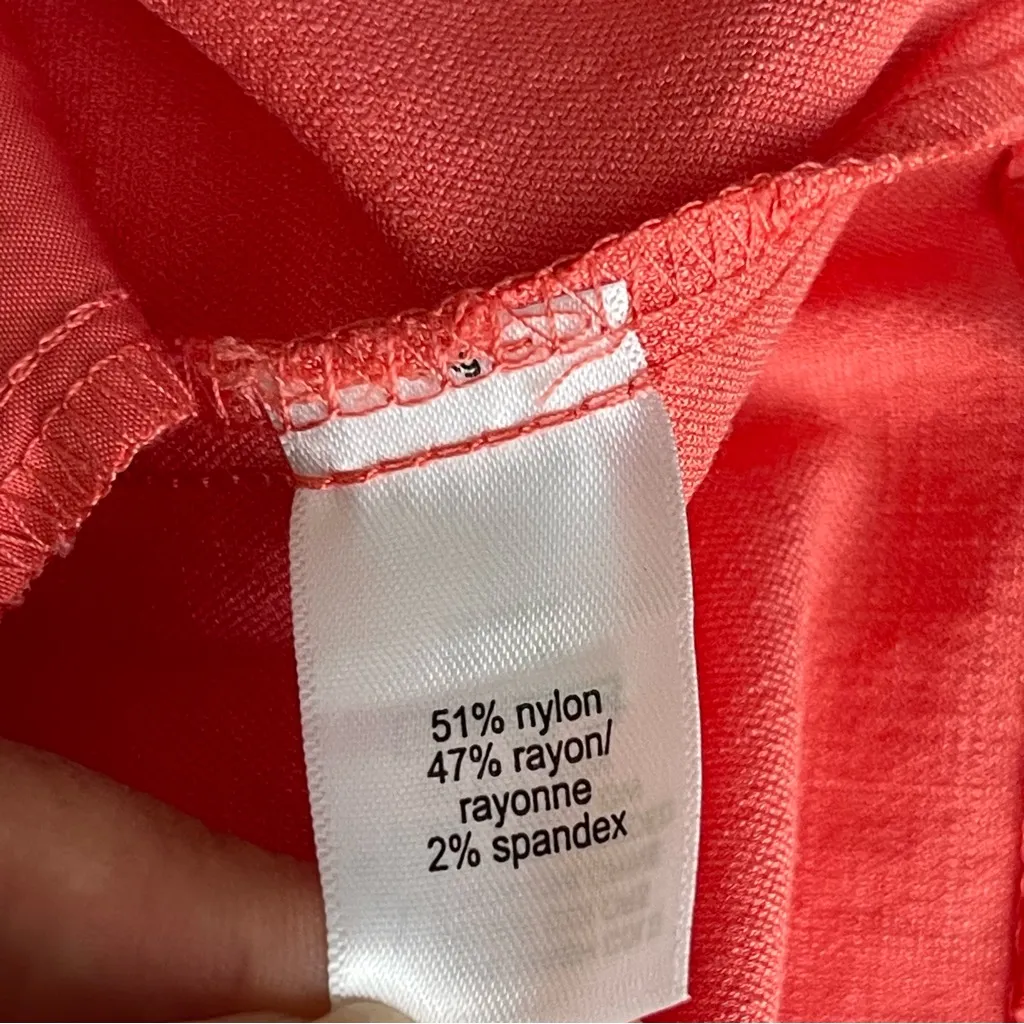 51% nylon
47% rayon/
rayonne
2% spandex